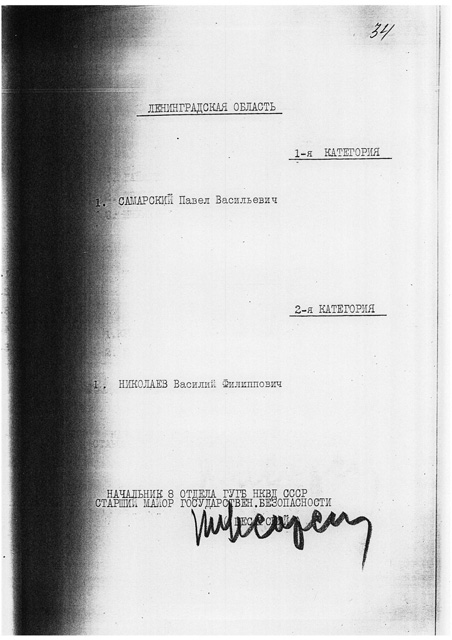 34
ЛЕНИНГРАДСКАЯ ОБЛАСТЬ
1-я КАТЕГОРИЯ
1. САМАРСКИЙ Павел Васильевич
2-я КАТЕГОРИЯ
1. НИКОЛАЕВ Василий Филиппович
НАЧАЛЬНИК 8 ОТДЕЛА ГУГБ НКВД СССР
СТАРШИЙ МАЙОР ГОСУДАРСТВЕН.БЕЗОПАСНОСТИ